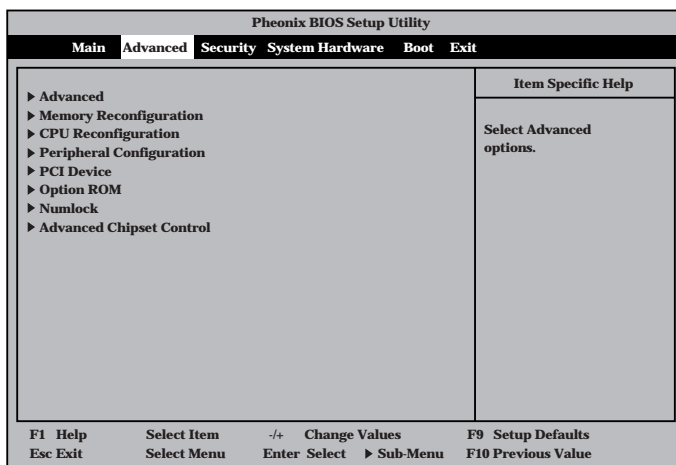 Pheonix BIOS Setup Utility
Main Advanced Security System Hardware Boot Exit
Item Specific Help
Select Advanced
options.
▶ Advanced
▶ Memory Reconfiguration
▶ CPU Reconfiguration
▶ Peripheral Configuration
▶ PCI Device
▶ Option ROM
▶ Numlock
▶ Advanced Chipset Control
F1 Help Select Item -/+ Change Values F9 Setup Defaults
Esc Exit Select Menu Enter Select ▶ Sub-Menu F10 Previous Value